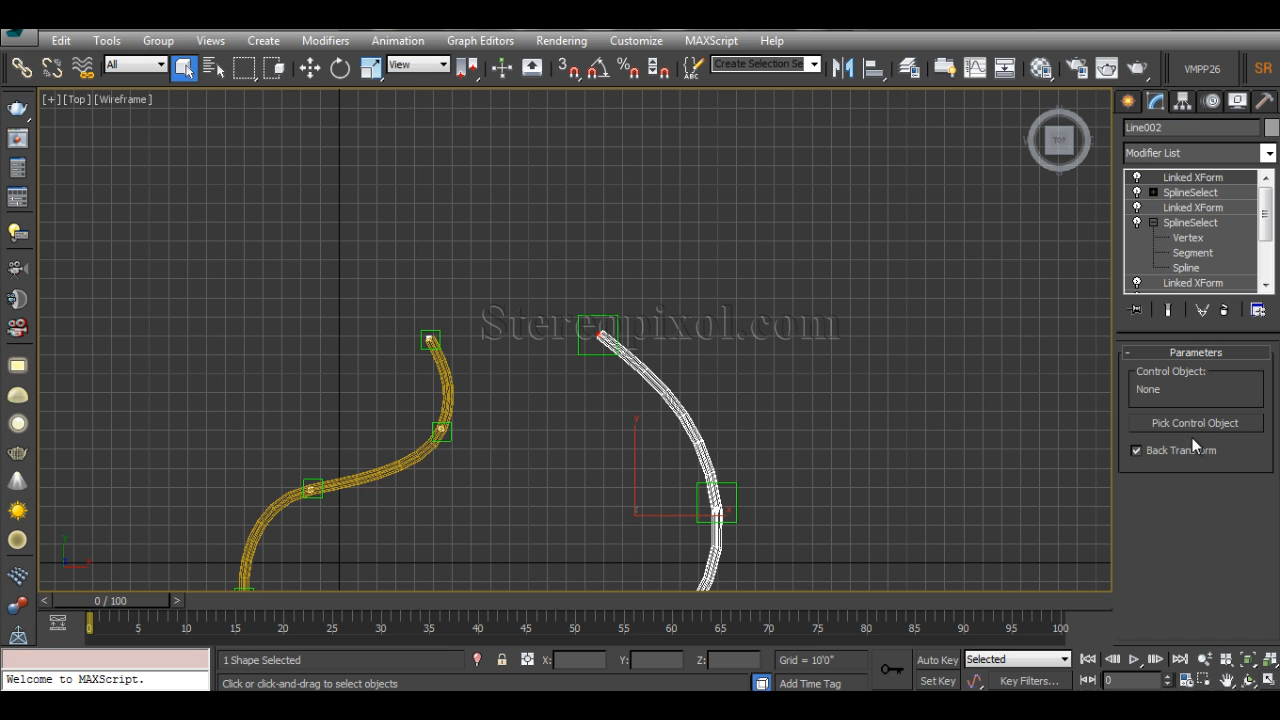 Edit Tools Group Views Create Modifiers Animation Graph Editors Rendering Customize MAXScript Help
All View 3 % ABC Create Selection Se VMPP26 SR
[+] [Top] [Wireframe]
TOP
Line002
Modifier List
Linked XForm
SplineSelect
Linked XForm
SplineSelect
Vertex
Segment
Spline
Linked XForm
Stereopixol.com
- Parameters
Control Object:
None
Pick Control Object
Back Transform
y
x
z
y
x
< 0 / 100 >
0 5 10 15 20 25 30 35 40 45 50 55 60 65 70 75 80 85 90 95 100
1 Shape Selected X: Y: Z: Grid = 10'0" Auto Key Selected
Welcome to MAXScript. Click or click-and-drag to select objects Add Time Tag Set Key Key Filters... 0